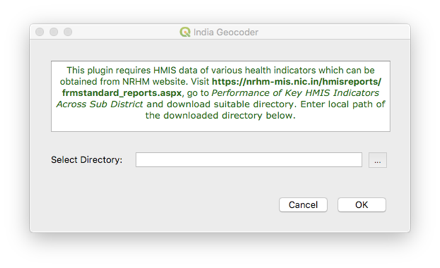 India Geocoder
This plugin requires HMIS data of various health indicators which can be
obtained from NRHM website. Visit https://nrhm-mis.nic.in/hmisreports/
frmstandard_reports.aspx, go to Performance of Key HMIS Indicators
Across Sub District and download suitable directory. Enter local path of
the downloaded directory below.
Select Directory:
...
Cancel
OK